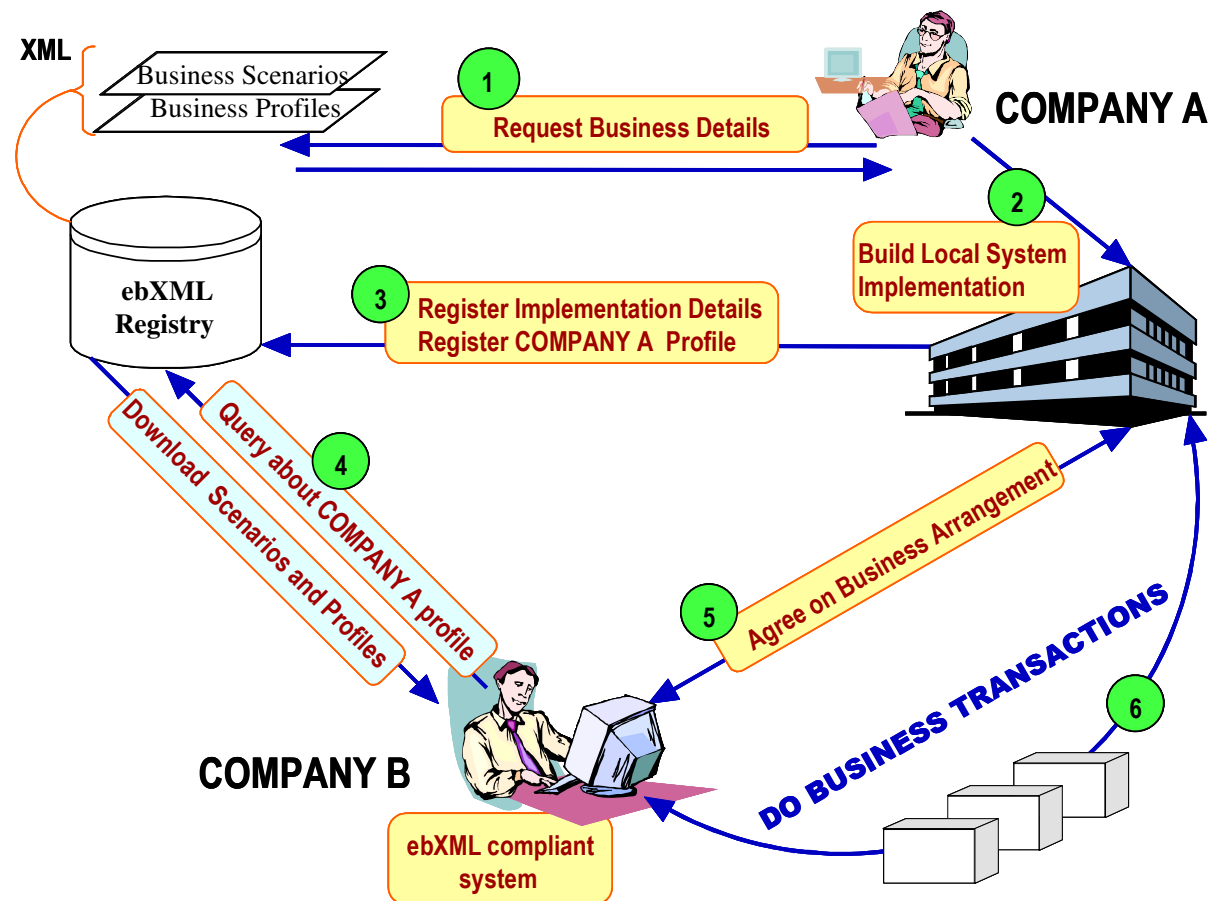 XML
Business Scenarios
Business Profiles
1
Request Business Details
COMPANY A
2
Build Local System
Implementation
ebXML
Registry
3
Register Implementation Details
Register COMPANY A Profile
4
Query about COMPANY A profile
Download Scenarios and Profiles
5
Agree on Business Arrangement
6
DO BUSINESS TRANSACTIONS
COMPANY B
ebXML compliant
system